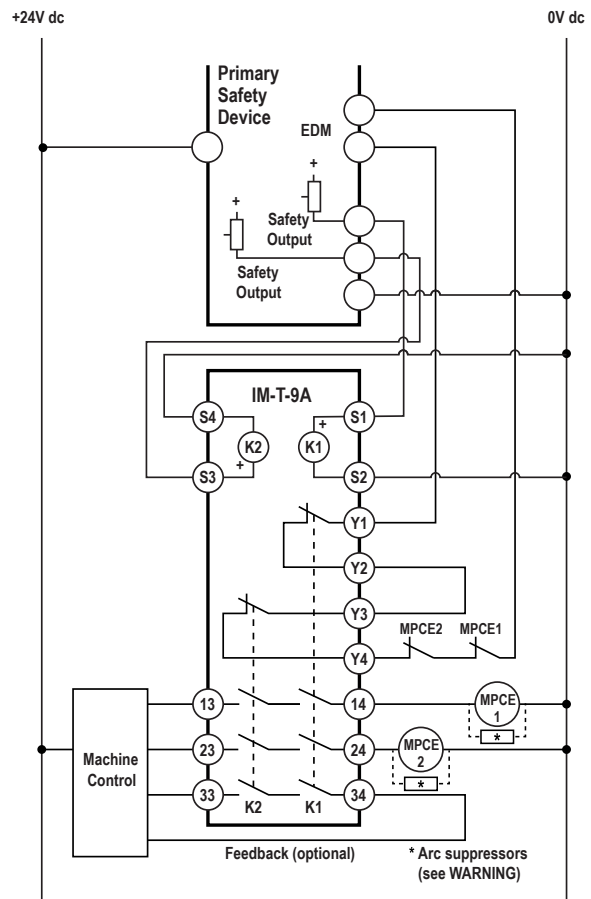 +24V dc
0V dc
Primary
Safety
Device
EDM
+
+
Safety
Output
Safety
Output
IM-T-9A
S4
S1
+
K2
K1
+
S3
S2
Y1
Y2
Y3
MPCE2
MPCE1
Y4
13
14
MPCE
1
*
Machine
Control
23
24
MPCE
2
*
33
K2
K1
34
Feedback (optional)
* Arc suppressors
(see WARNING)